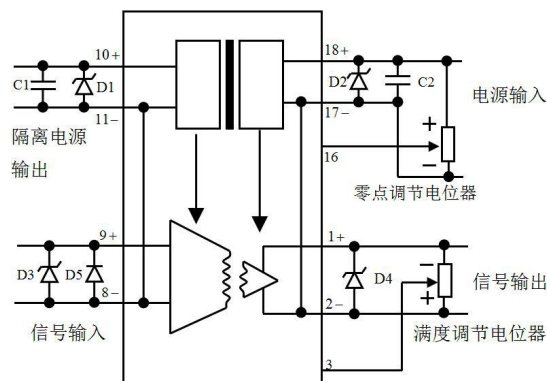 10+
18+
C1
D1
D2
C2
11−
17−
电源输入
隔离电源
输出
+
16
−
零点调节电位器
9+
1+
D3
D5
D4
−
信号输出
8−
2−
+
信号输入
满度调节电位器
3